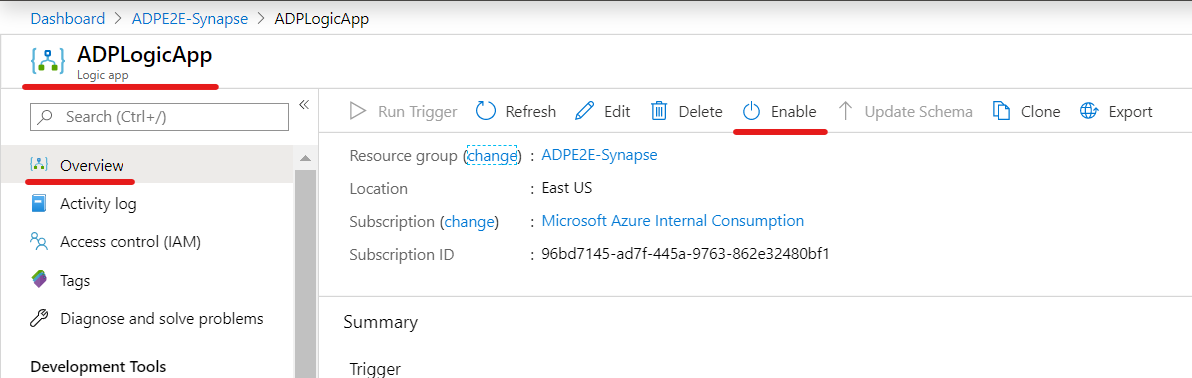 Dashboard > ADPE2E-Synapse > ADPLogicApp
ADPLogicApp
Logic app
Search (Ctrl+/)
«
Overview
Activity log
Access control (IAM)
Tags
Diagnose and solve problems
Development Tools
Run Trigger Refresh Edit Delete Enable Update Schema Clone Export
Resource group (change) : ADPE2E-Synapse
Location : East US
Subscription (change) : Microsoft Azure Internal Consumption
Subscription ID : 96bd7145-ad7f-445a-9763-862e32480bf1
Summary
Trigger